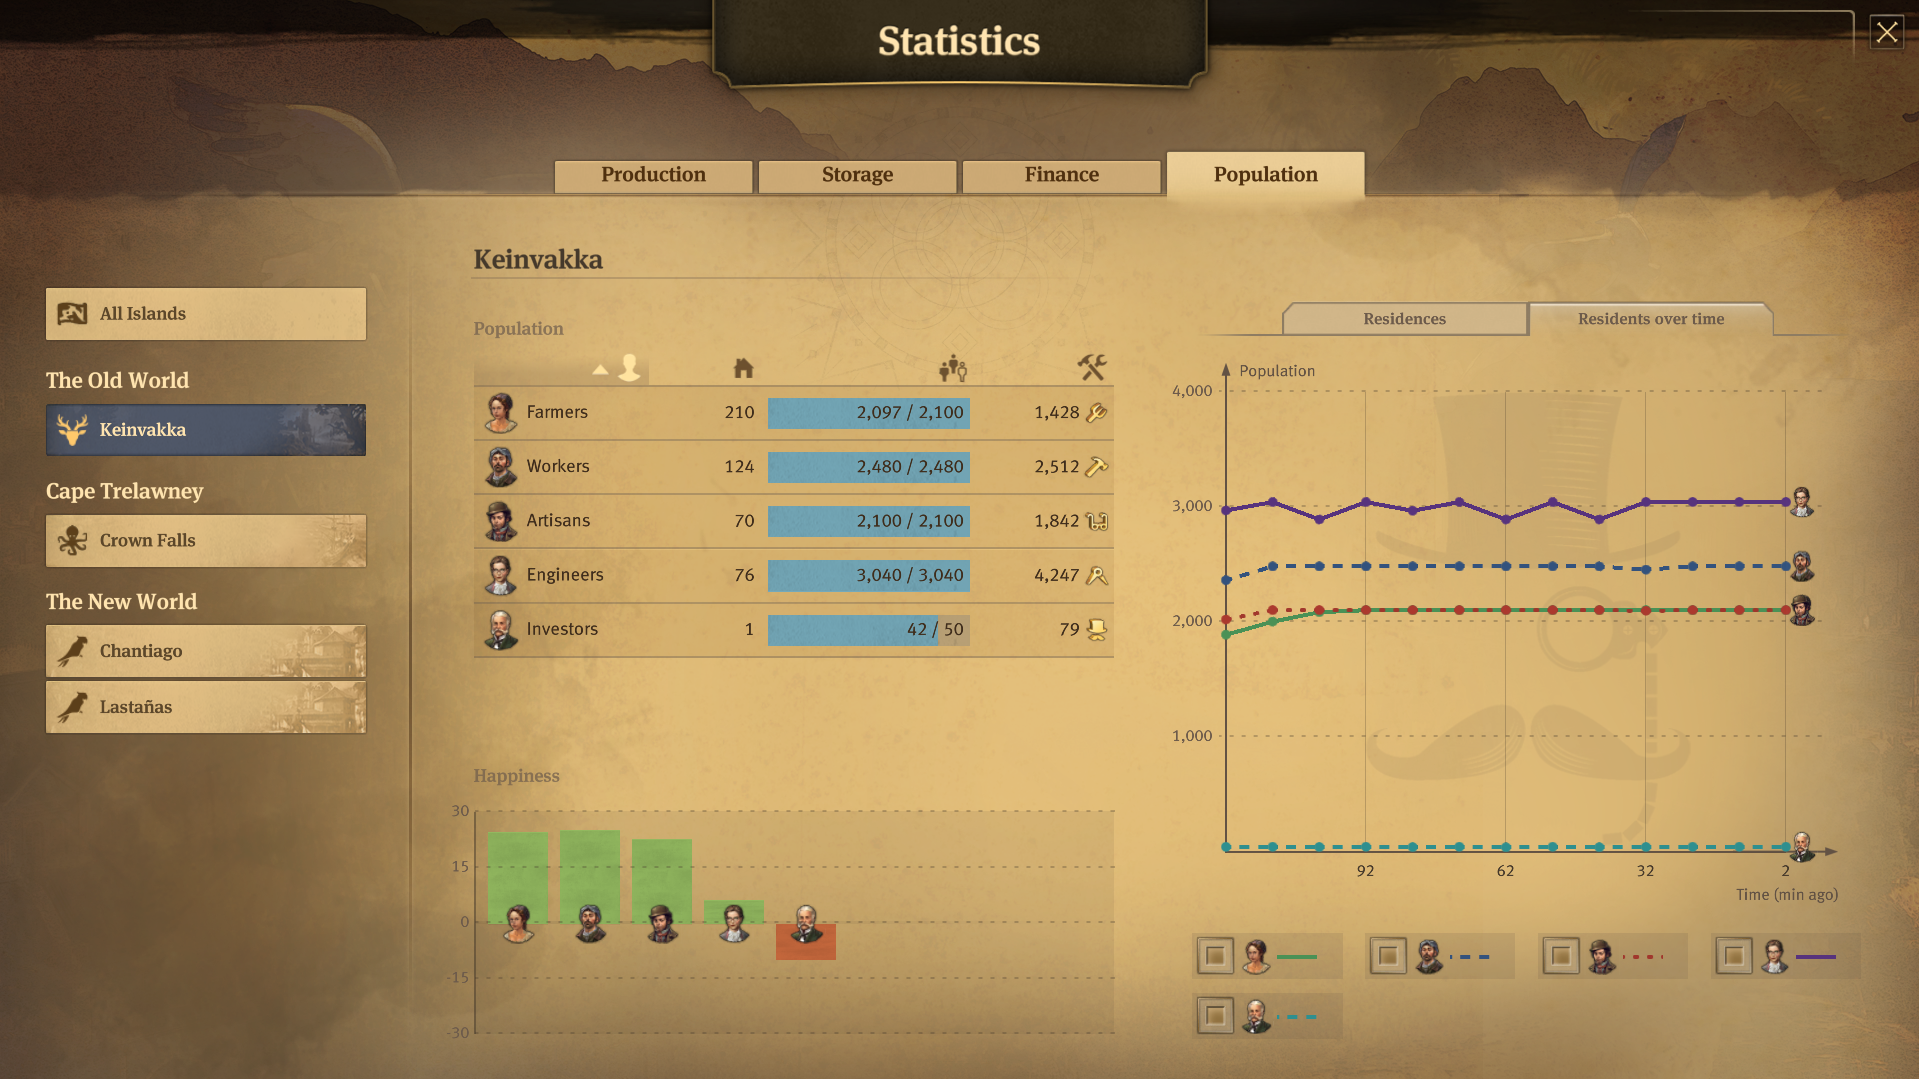 Statistics
Production
Storage
Finance
Population
Keinvakka
All Islands
The Old World
Keinvakka
Cape Trelawney
Crown Falls
The New World
Chantiago
Lastañas
Population
Farmers 210 2,097 / 2,100 1,428
Workers 124 2,480 / 2,480 2,512
Artisans 70 2,100 / 2,100 1,842
Engineers 76 3,040 / 3,040 4,247
Investors 1 42 / 50 79
Happiness
30
15
0
-15
-30
Residences
Residents over time
Population
4,000
3,000
2,000
1,000
92 62 32 2
Time (min ago)